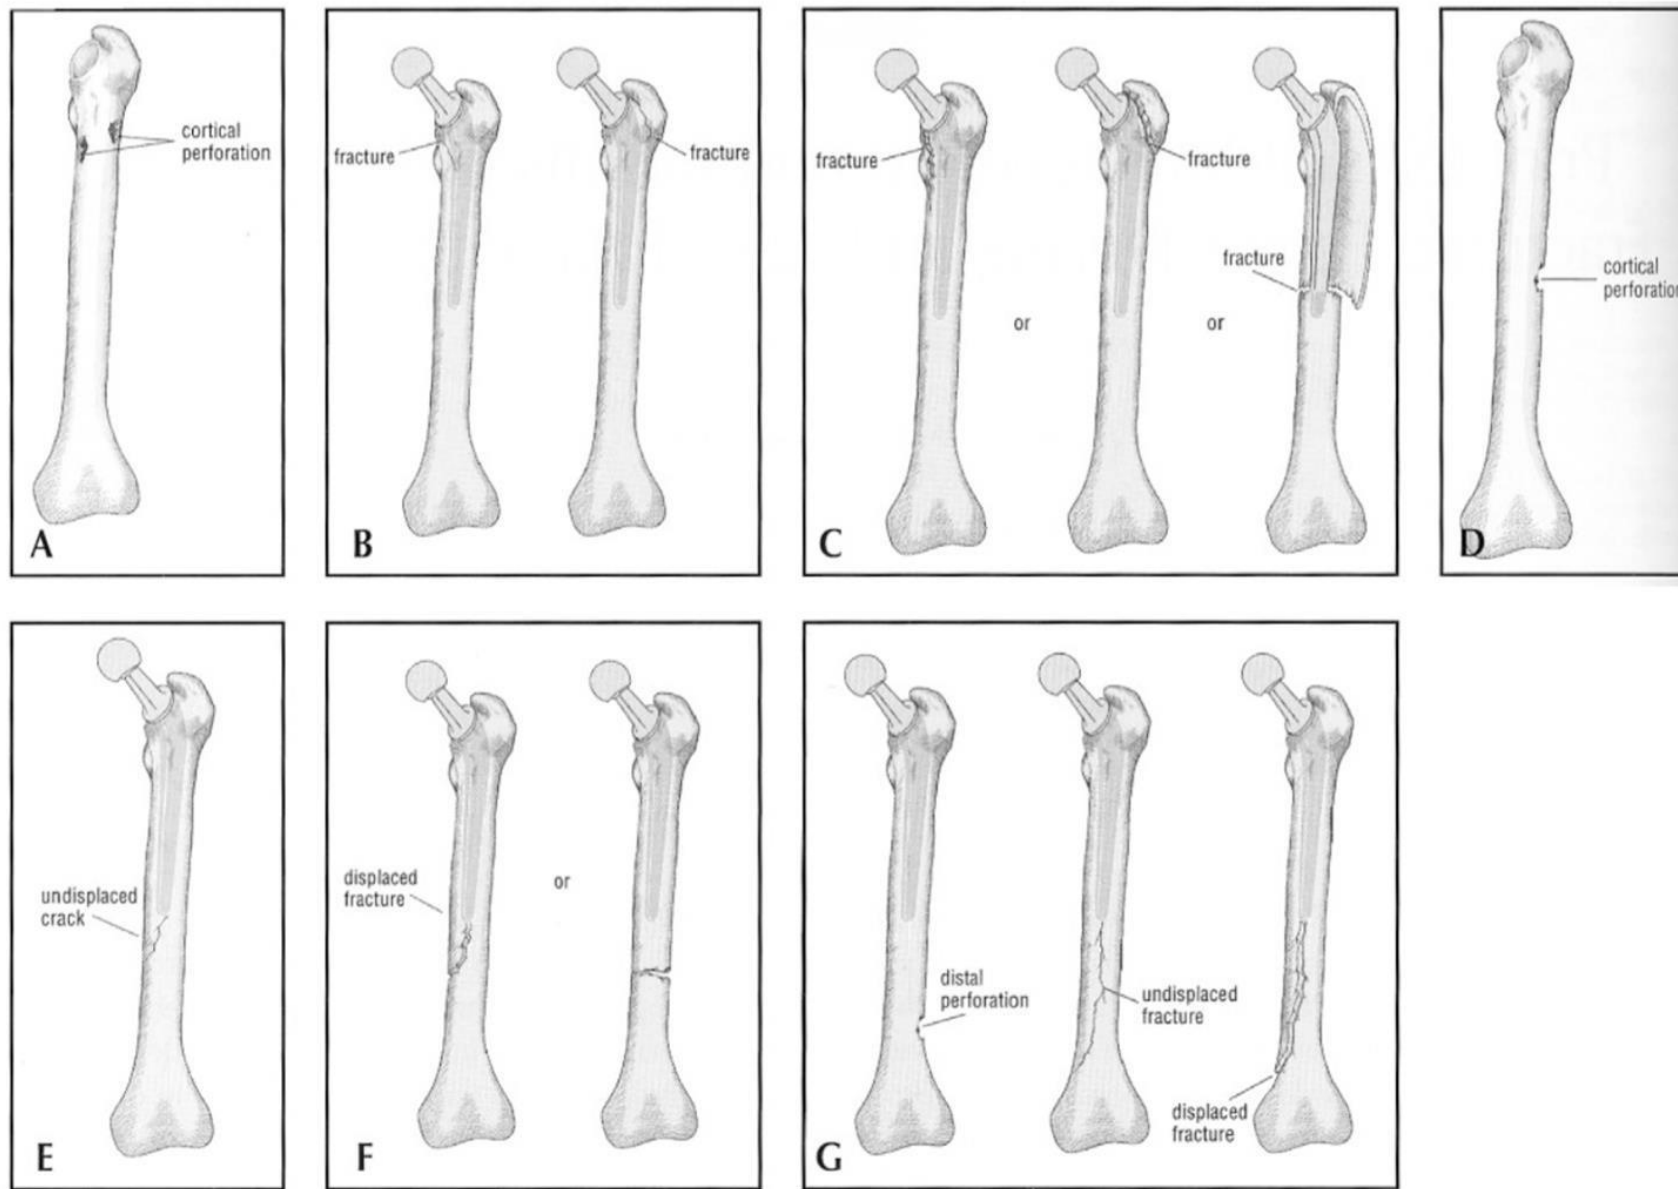 cortical
perforation
A
fracture
fracture
B
fracture
fracture
fracture
or
or
C
cortical
perforation
D
undisplaced
crack
E
displaced
fracture
or
F
distal
perforation
undisplaced
fracture
displaced
fracture
G